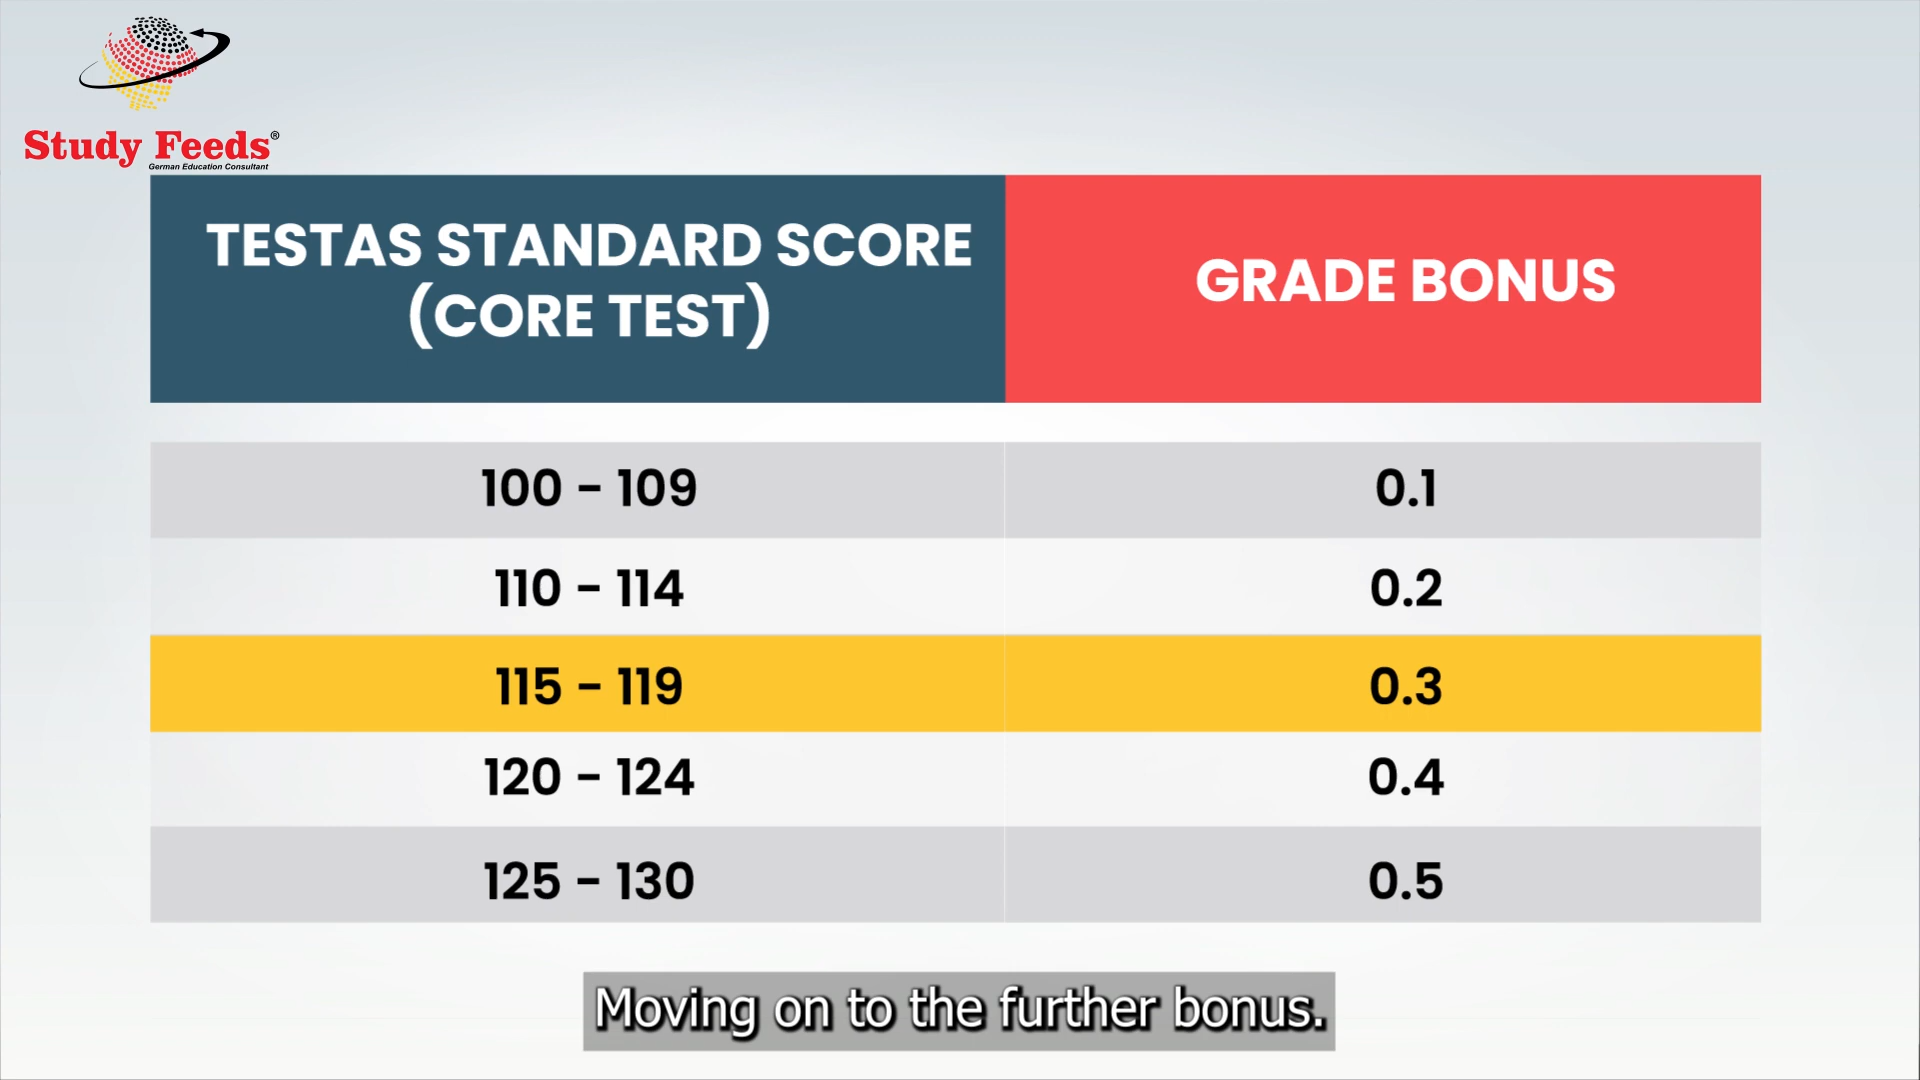 Study Feeds®
German Education Consultant
TESTAS STANDARD SCORE
(CORE TEST)
GRADE BONUS
100 - 109 0.1
110 - 114 0.2
115 - 119 0.3
120 - 124 0.4
125 - 130 0.5
Moving on to the further bonus.